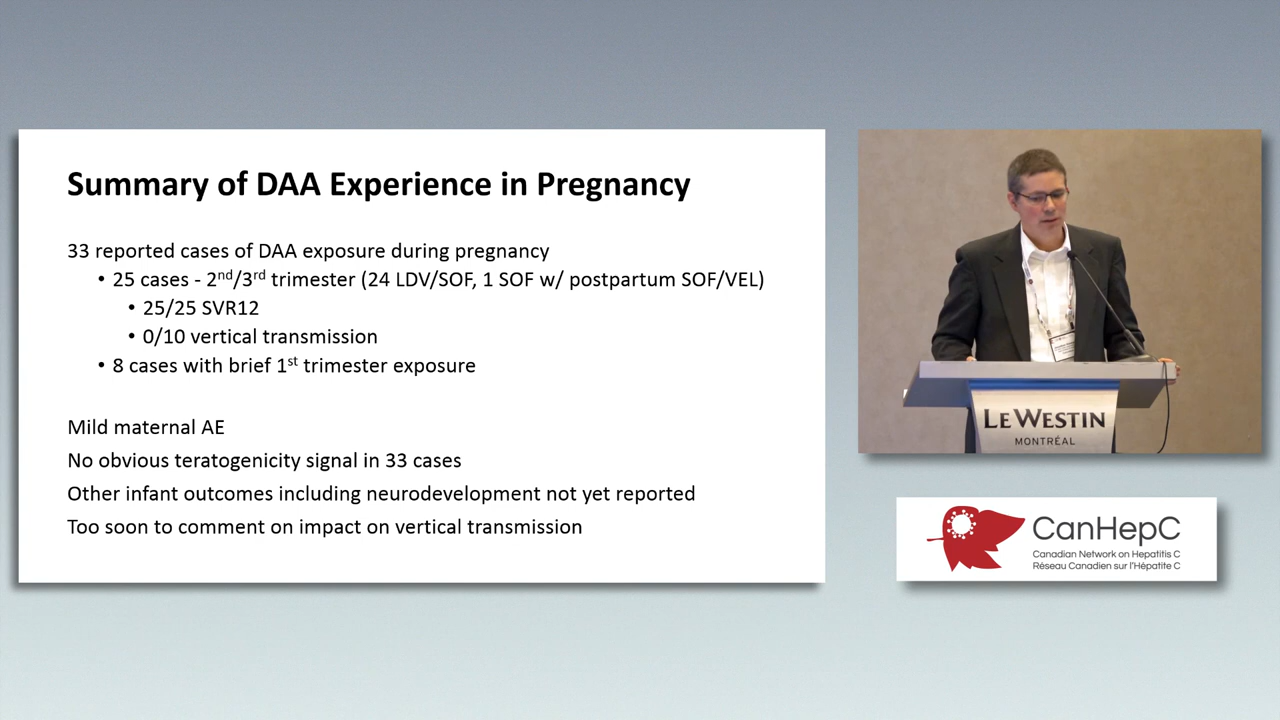 Summary of DAA Experience in Pregnancy
33 reported cases of DAA exposure during pregnancy
• 25 cases - 2nd/3rd trimester (24 LDV/SOF, 1 SOF w/ postpartum SOF/VEL)
• 25/25 SVR12
• 0/10 vertical transmission
• 8 cases with brief 1st trimester exposure
Mild maternal AE
No obvious teratogenicity signal in 33 cases
Other infant outcomes including neurodevelopment not yet reported
Too soon to comment on impact on vertical transmission
LE WESTIN
MONTRÉAL
CanHepC
Canadian Network on Hepatitis C
Réseau Canadien sur l'Hépatite C